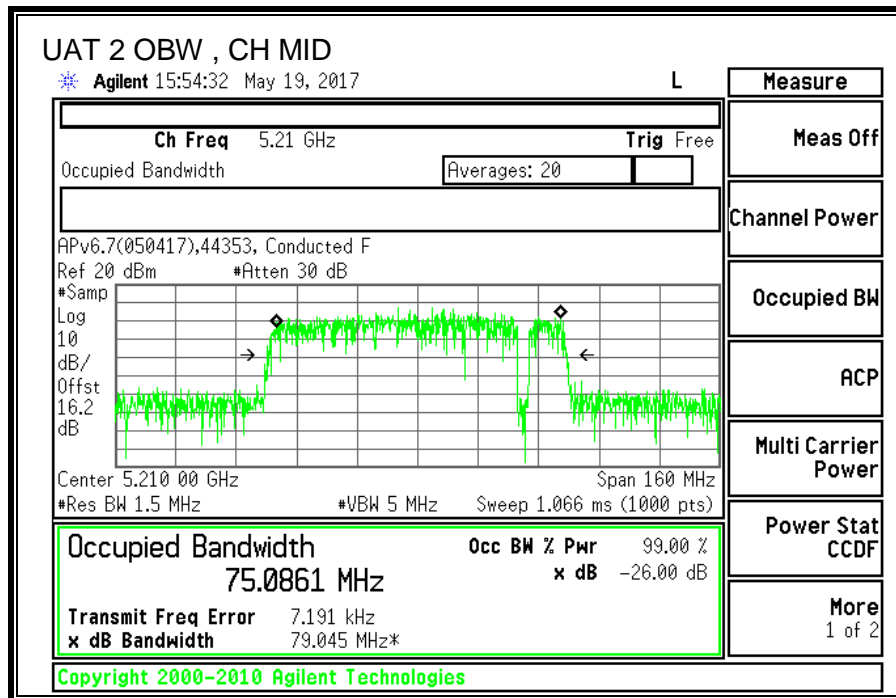 UAT 2 OBW , CH MID
Agilent 15:54:32 May 19, 2017 L
Measure
Ch Freq 5.21 GHz Trig Free
Occupied Bandwidth Averages: 20
APv6.7(050417),44353, Conducted F
Ref 20 dBm #Atten 30 dB
#Samp
Log
10
dB/
Offst
16.2
dB
Center 5.210 00 GHz Span 160 MHz
#Res BW 1.5 MHz #VBW 5 MHz Sweep 1.066 ms (1000 pts)
Occupied Bandwidth Occ BW % Pwr 99.00 %
75.0861 MHz x dB -26.00 dB
Transmit Freq Error 7.191 kHz
x dB Bandwidth 79.045 MHz*
Copyright 2000-2010 Agilent Technologies
Meas Off
Channel Power
Occupied BW
ACP
Multi Carrier
Power
Power Stat
CCDF
More
1 of 2